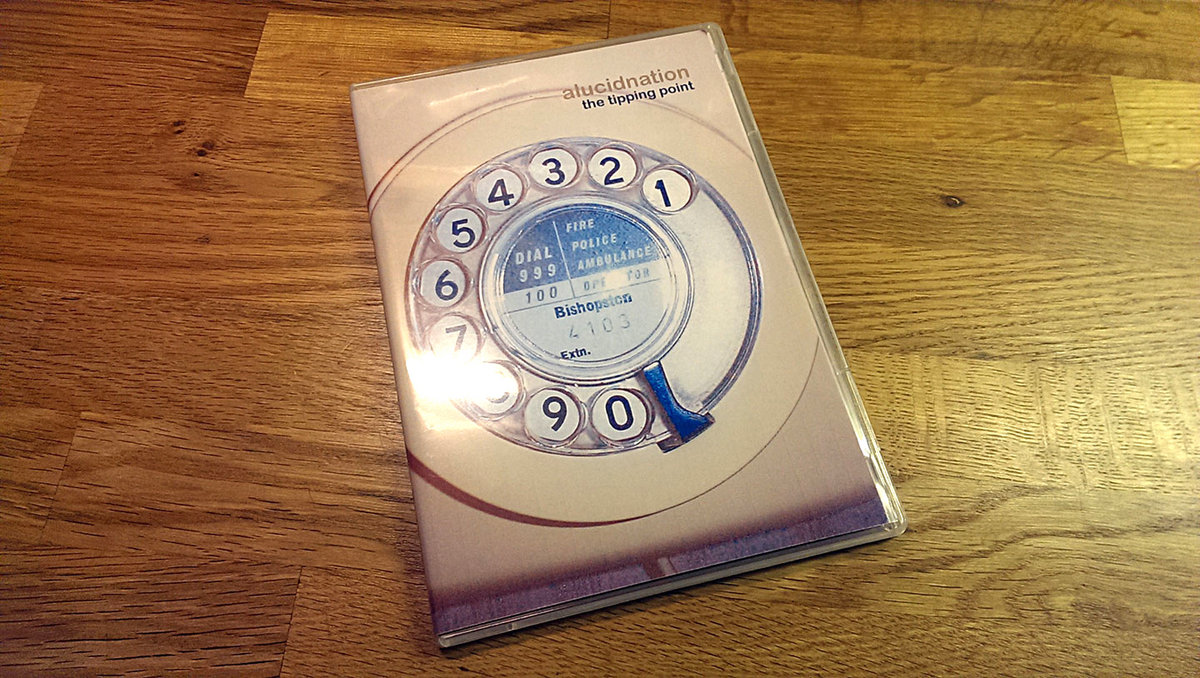 alucidnation
the tipping point
1
2
3
4
5
6
7
9
0
DIAL
999
FIRE
POLICE
AMBULANCE
100
Bishopston
4103
Extn.